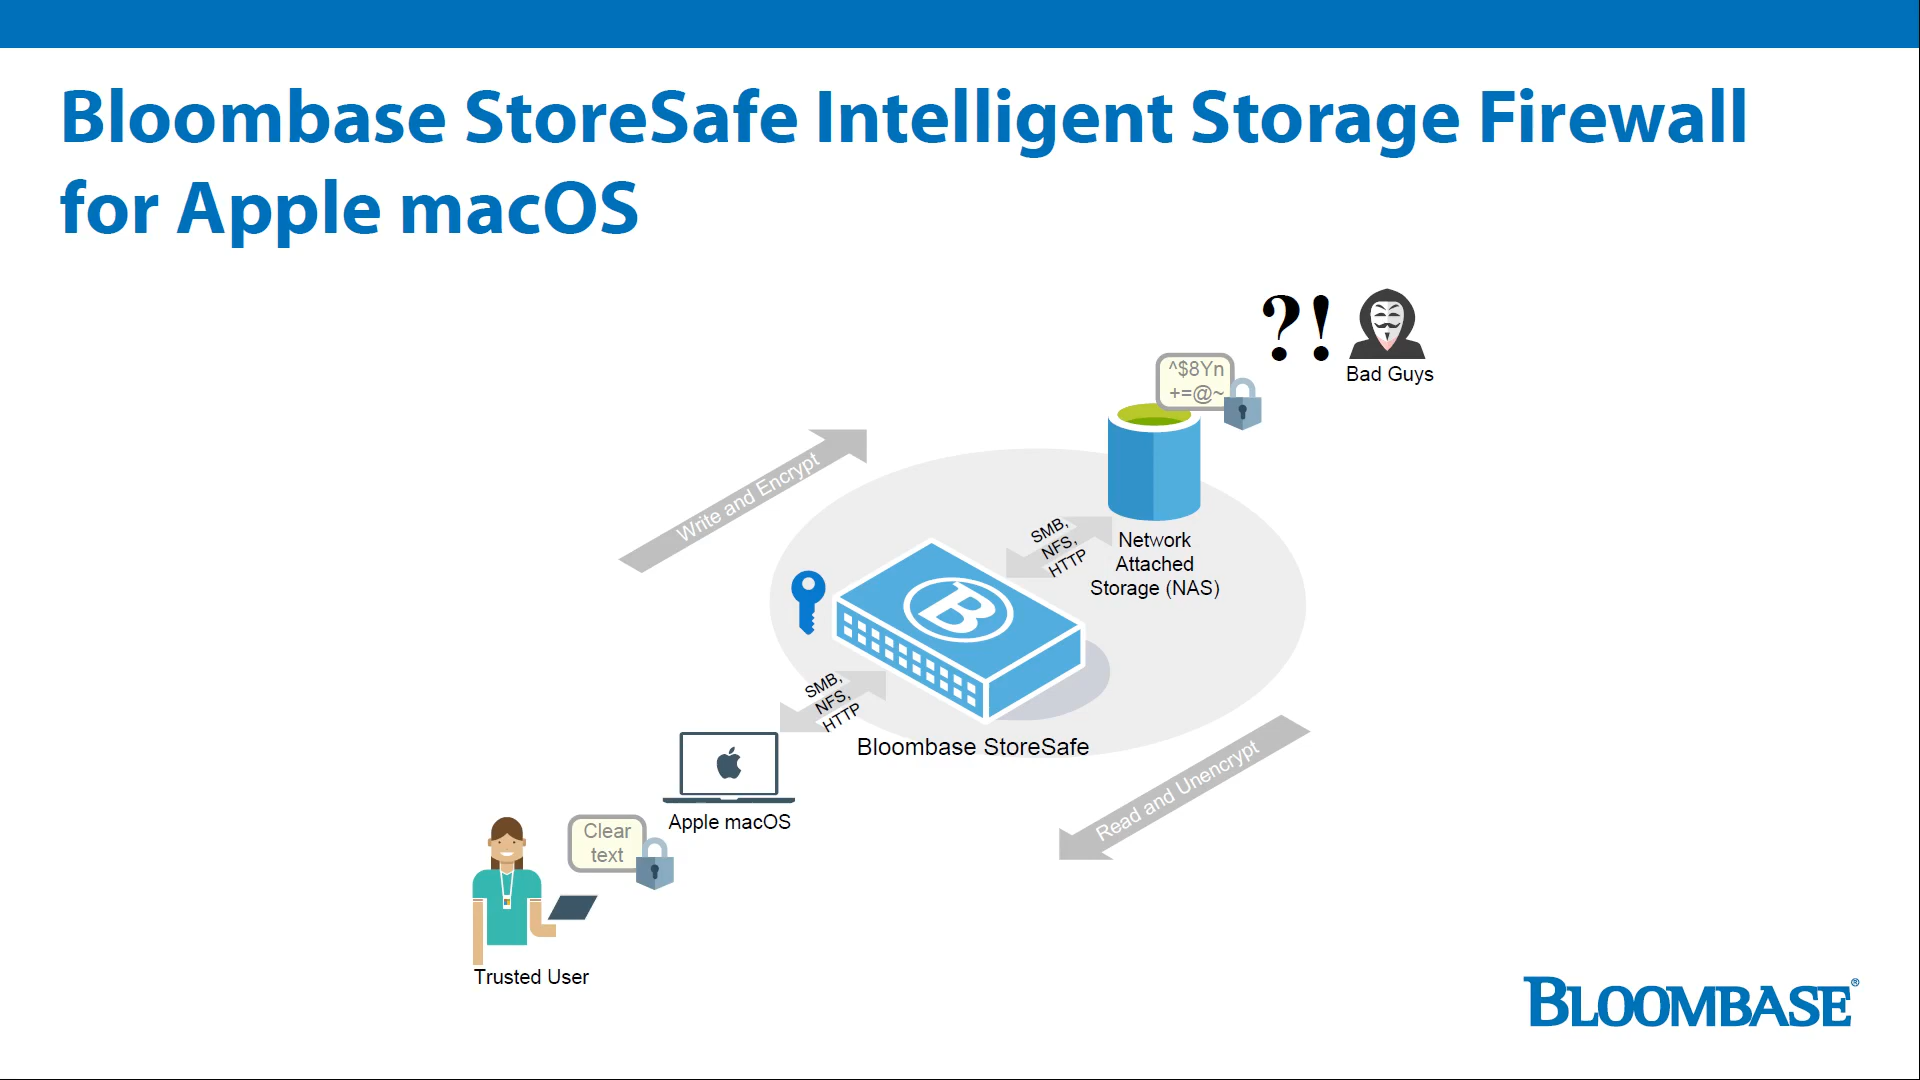 Bloombase StoreSafe Intelligent Storage Firewall
for Apple macOS
?!
Bad Guys
^$8Yn
+=@~
Write and Encrypt
SMB,
NFS,
HTTP
Network
Attached
Storage (NAS)
B
SMB,
NFS,
HTTP
Bloombase StoreSafe
Read and Unencrypt
Apple macOS
Clear
text
Trusted User
BLOOMBASE®